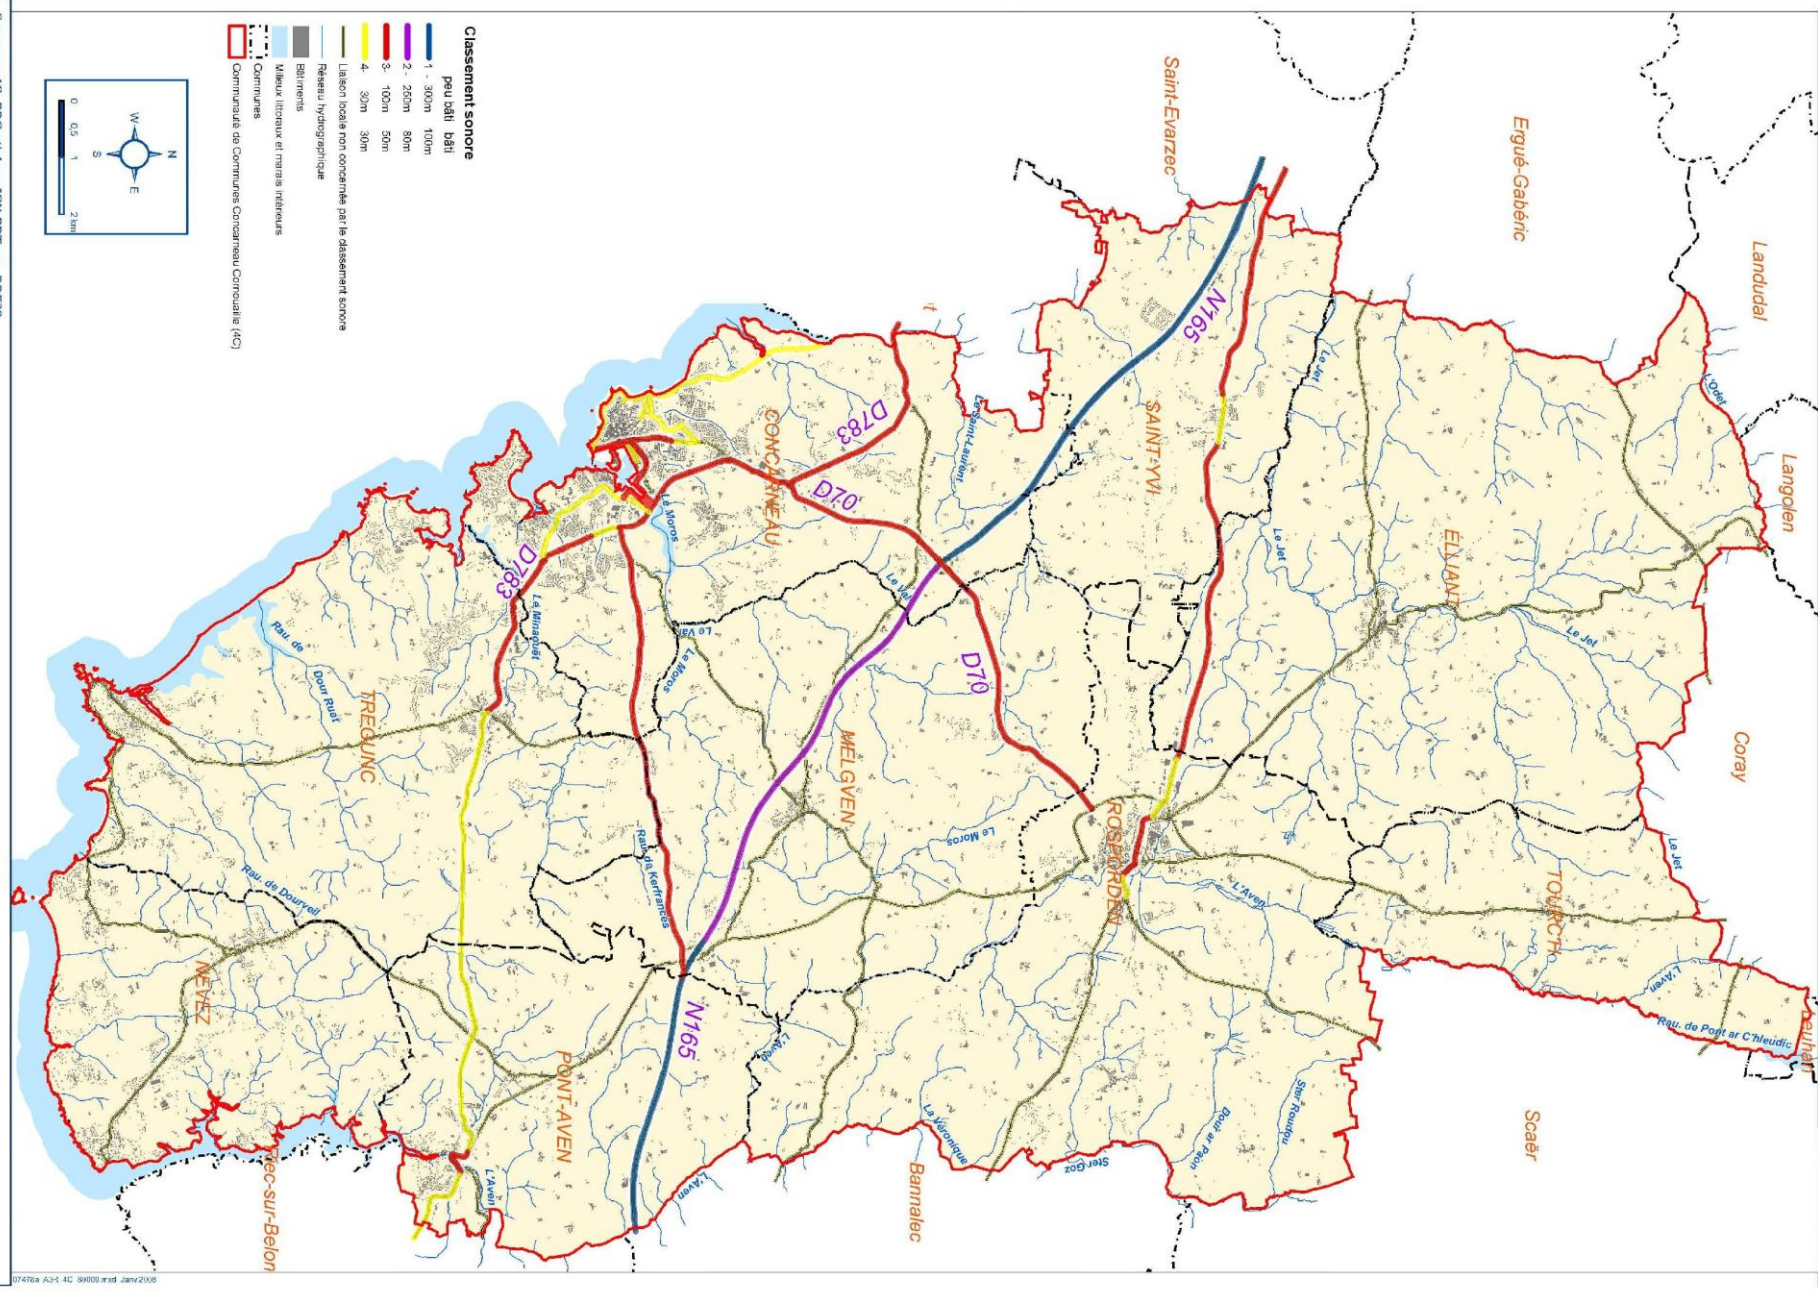 Classement sonore
peu bâti bâti
1 - 300m 100m
2 - 250m 80m
3- 100m 50m
4- 30m 30m
Liaison locale non concernée par le classement sonore
Réseau hydrographique
Bâtiments
Milieux littoraux et marais intérieurs
Communes
Communauté de Communes Concarneau Cornouaille (4C)
N
W
E
S
0 0,5 1 2 km
Saint-Evarzec
Ergué-Gabéric
Landudal
Langolen
Coray
Scaër
Bannalec
SAINT-YVI
ÉLLIANT
TOURC'H
ROSPORDEN
CONCARNEAU
MELGVEN
TREGUNC
NEVEZ
PONT-AVEN
N165
N165
D783
D783
D70
D70
Le Jet
Le Jet
Le Jet
Le Jet
L'Odet
Le Saint-Laurent
Le Moros
Le Moros
Le Moros
Le Val
Le Val
Le Minaouët
Rau. de
Dour Ruat
Rau. de Dourveil
Rau. de Kerfrancès
L'Aven
L'Aven
L'Aven
L'Aven
L'Aven
Rau. de Pont ar C'hleudic
Ster Roudou
Dour ar Paon
Ster Goz
La Véronique